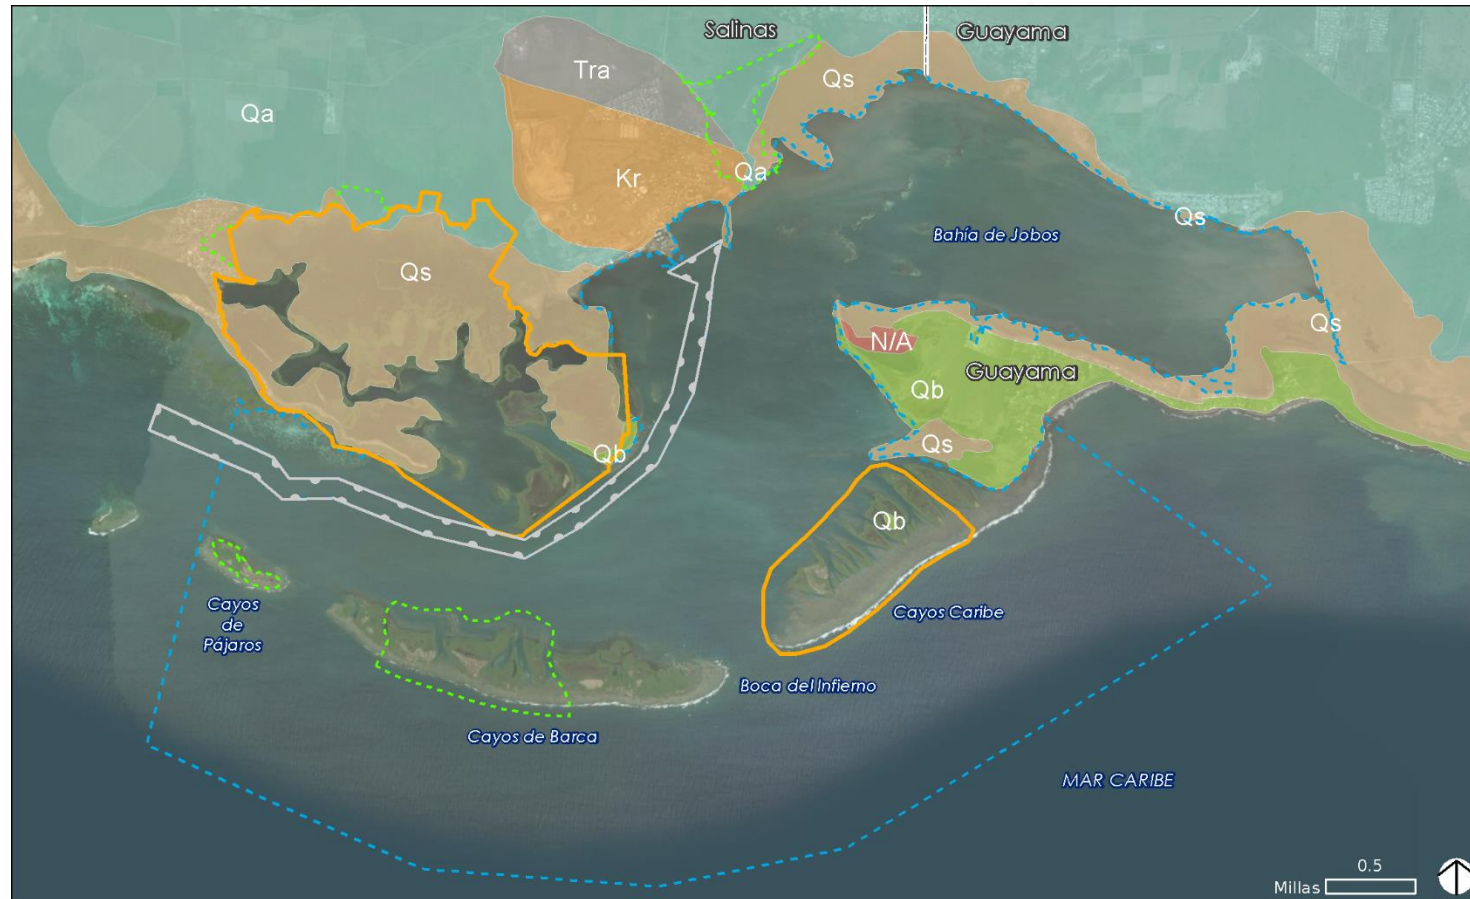 Salinas
Guayama
Tra
Qs
Qa
Kr
Qa
Qs
Bahía de Jobos
Qs
Qs
N/A
Guayama
Qb
Qs
Qb
Qb
Cayos
de
Pájaros
Cayos Caribe
Boca del Infierno
Cayos de Barca
MAR CARIBE
0.5
Millas